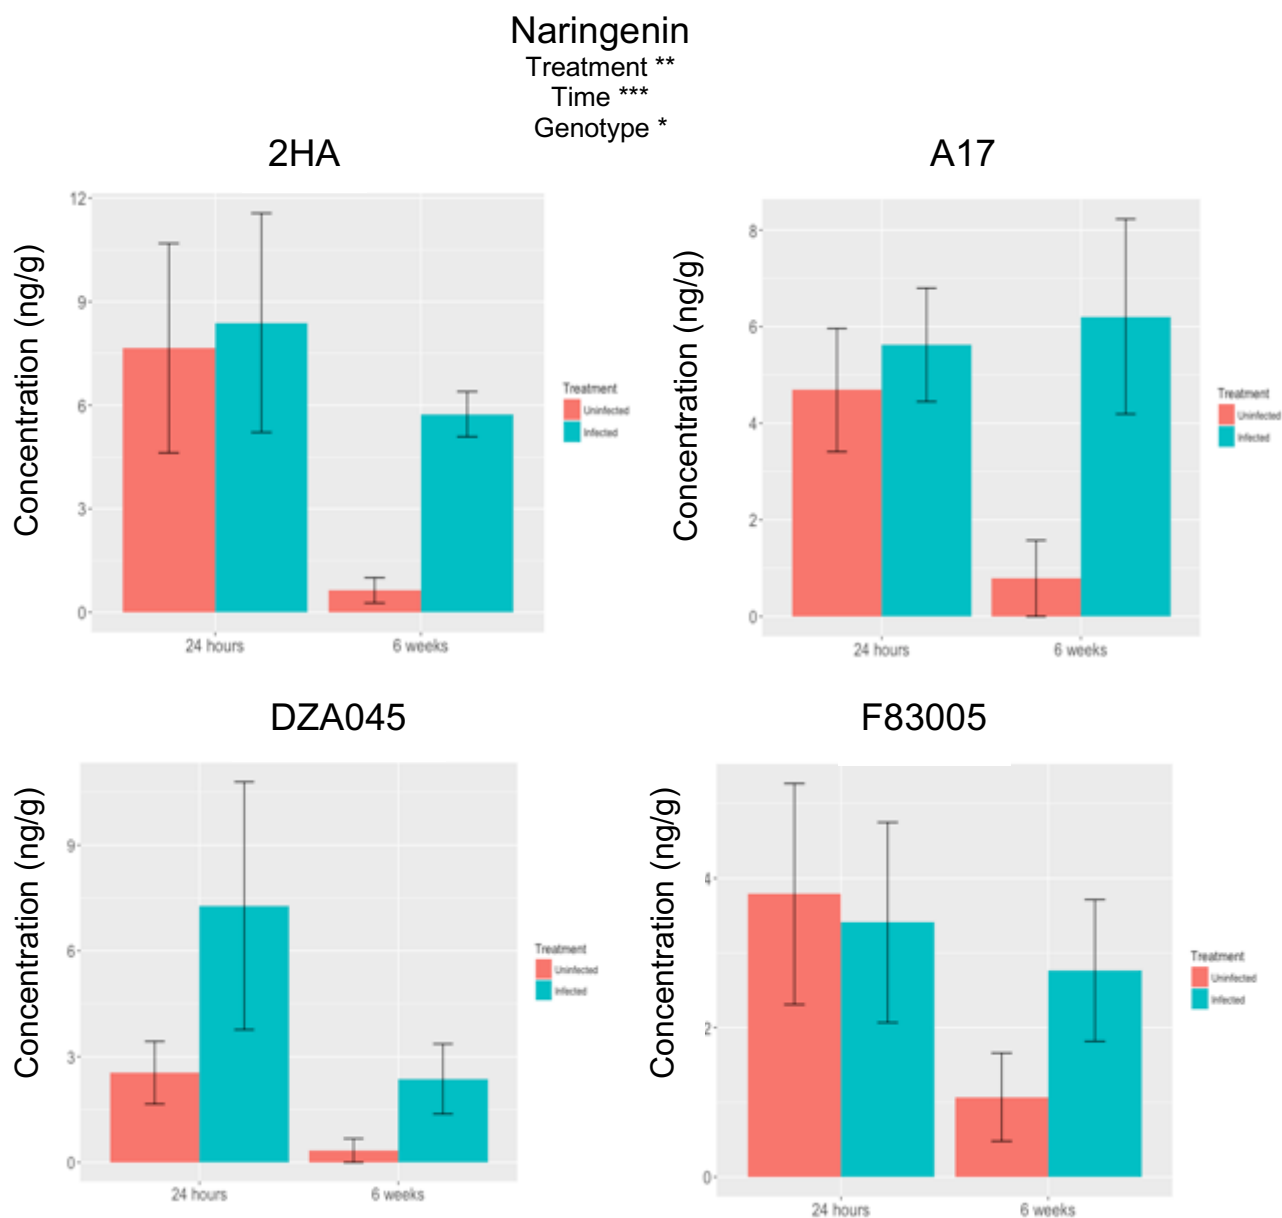 Naringenin
Treatment **
Time ***
Genotype *
2HA
Concentration (ng/g)
12
9
6
3
0
24 hours
6 weeks
Treatment
Uninfected
Infected
A17
Concentration (ng/g)
8
6
4
2
0
24 hours
6 weeks
Treatment
Uninfected
Infected
DZA045
Concentration (ng/g)
9
6
3
0
24 hours
6 weeks
Treatment
Uninfected
Infected
F83005
Concentration (ng/g)
4
2
0
24 hours
6 weeks
Treatment
Uninfected
Infected